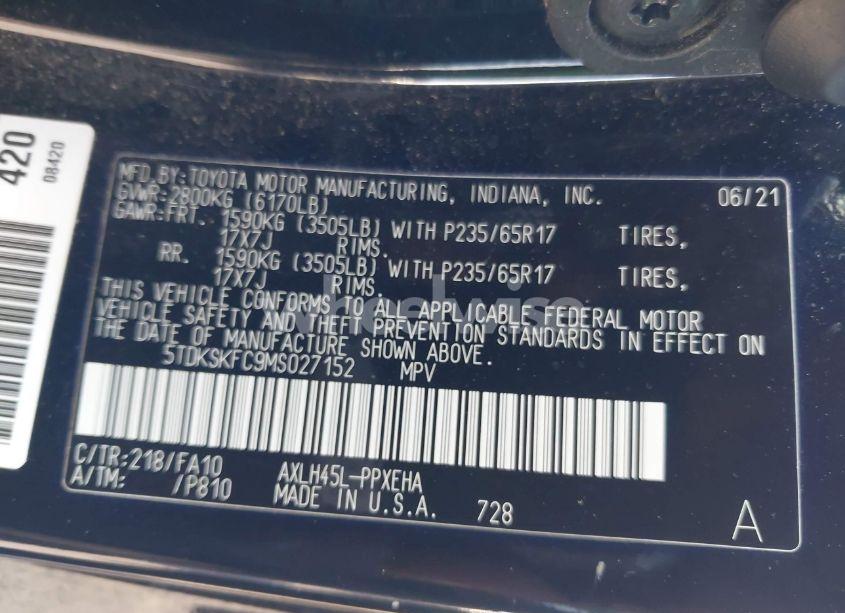 420
08420
MFD.BY:TOYOTA MOTOR MANUFACTURING, INDIANA, INC. 06/21
GVWR:2800KG (6170LB)
GAWR:FRT. 1590KG (3505LB) WITH P235/65R17 TIRES,
17X7J RIMS.
RR. 1590KG (3505LB) WITH P235/65R17 TIRES,
17X7J RIMS.
THIS VEHICLE CONFORMS TO ALL APPLICABLE FEDERAL MOTOR
VEHICLE SAFETY AND THEFT PREVENTION STANDARDS IN EFFECT ON
THE DATE OF MANUFACTURE SHOWN ABOVE.
5TDKSKFC9MS027152 MPV
C/TR:218/FA10 AXLH45L-PPXEHA
A/TM: /P810 MADE IN U.S.A. 728 A